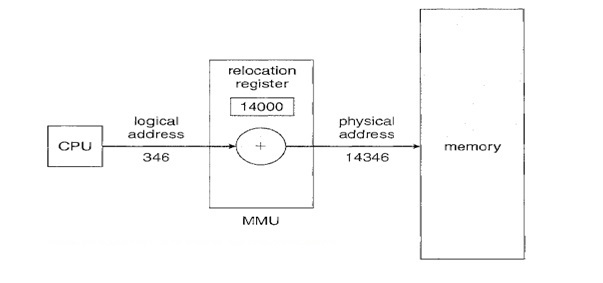 relocation
register
14000
logical
address
346
CPU
+
physical
address
14346
memory
MMU